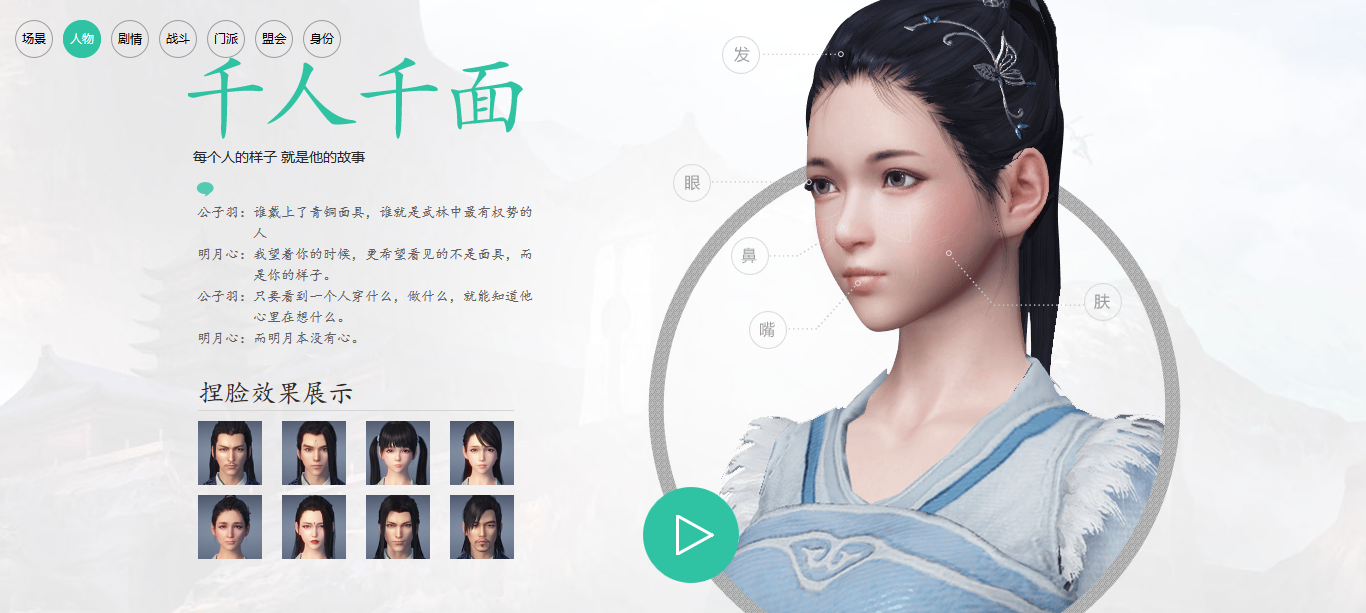 场景 人物 剧情 战斗 门派 盟会 身份
千人千面
每个人的样子 就是他的故事
公子羽：谁戴上了青铜面具，谁就是武林中最有权势的
人
明月心：我望着你的时候，更希望看见的不是面具，而
是你的样子。
公子羽：只要看到一个人穿什么，做什么，就能知道他
心里在想什么。
明月心：而明月本没有心。
捏脸效果展示
发
眼
鼻
嘴
肤